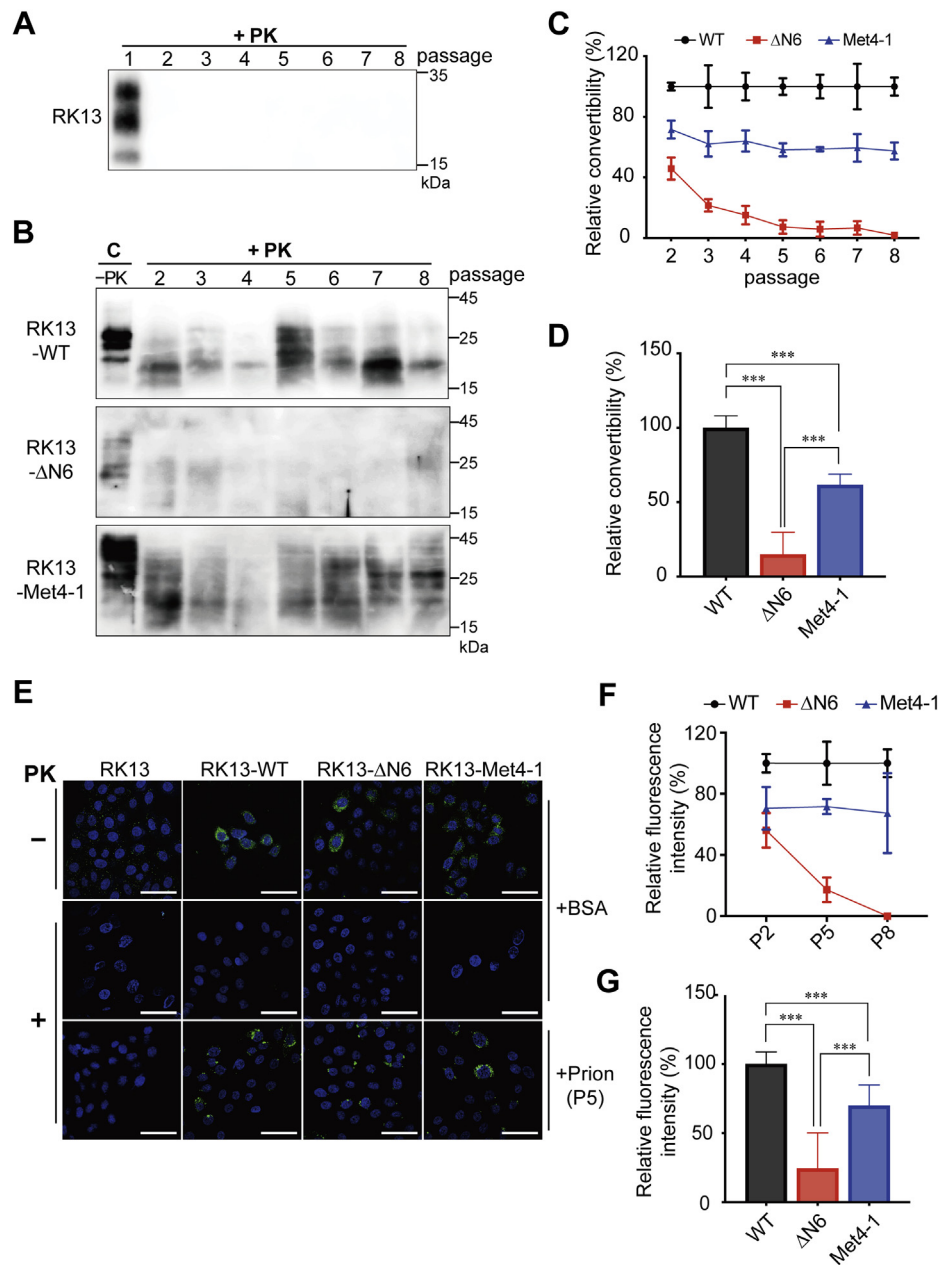 A
+ PK
1 2 3 4 5 6 7 8 passage
RK13
35
15
kDa
B
C
–PK
+ PK
2 3 4 5 6 7 8 passage
RK13
-WT
45
25
15
RK13
-ΔN6
45
25
15
RK13
-Met4-1
45
25
15
kDa
C
WT ΔN6 Met4-1
Relative convertibility (%)
120
80
40
0
2 3 4 5 6 7 8
passage
D
Relative convertibility (%)
150
100
50
0
***
***
***
WT ΔN6 Met4-1
E
PK RK13 RK13-WT RK13-ΔN6 RK13-Met4-1
–
+
+BSA
+Prion
(P5)
F
WT ΔN6 Met4-1
Relative fluorescence
intensity (%)
120
80
40
0
P2 P5 P8
G
Relative fluorescence
intensity (%)
150
100
50
0
***
***
***
WT ΔN6 Met4-1